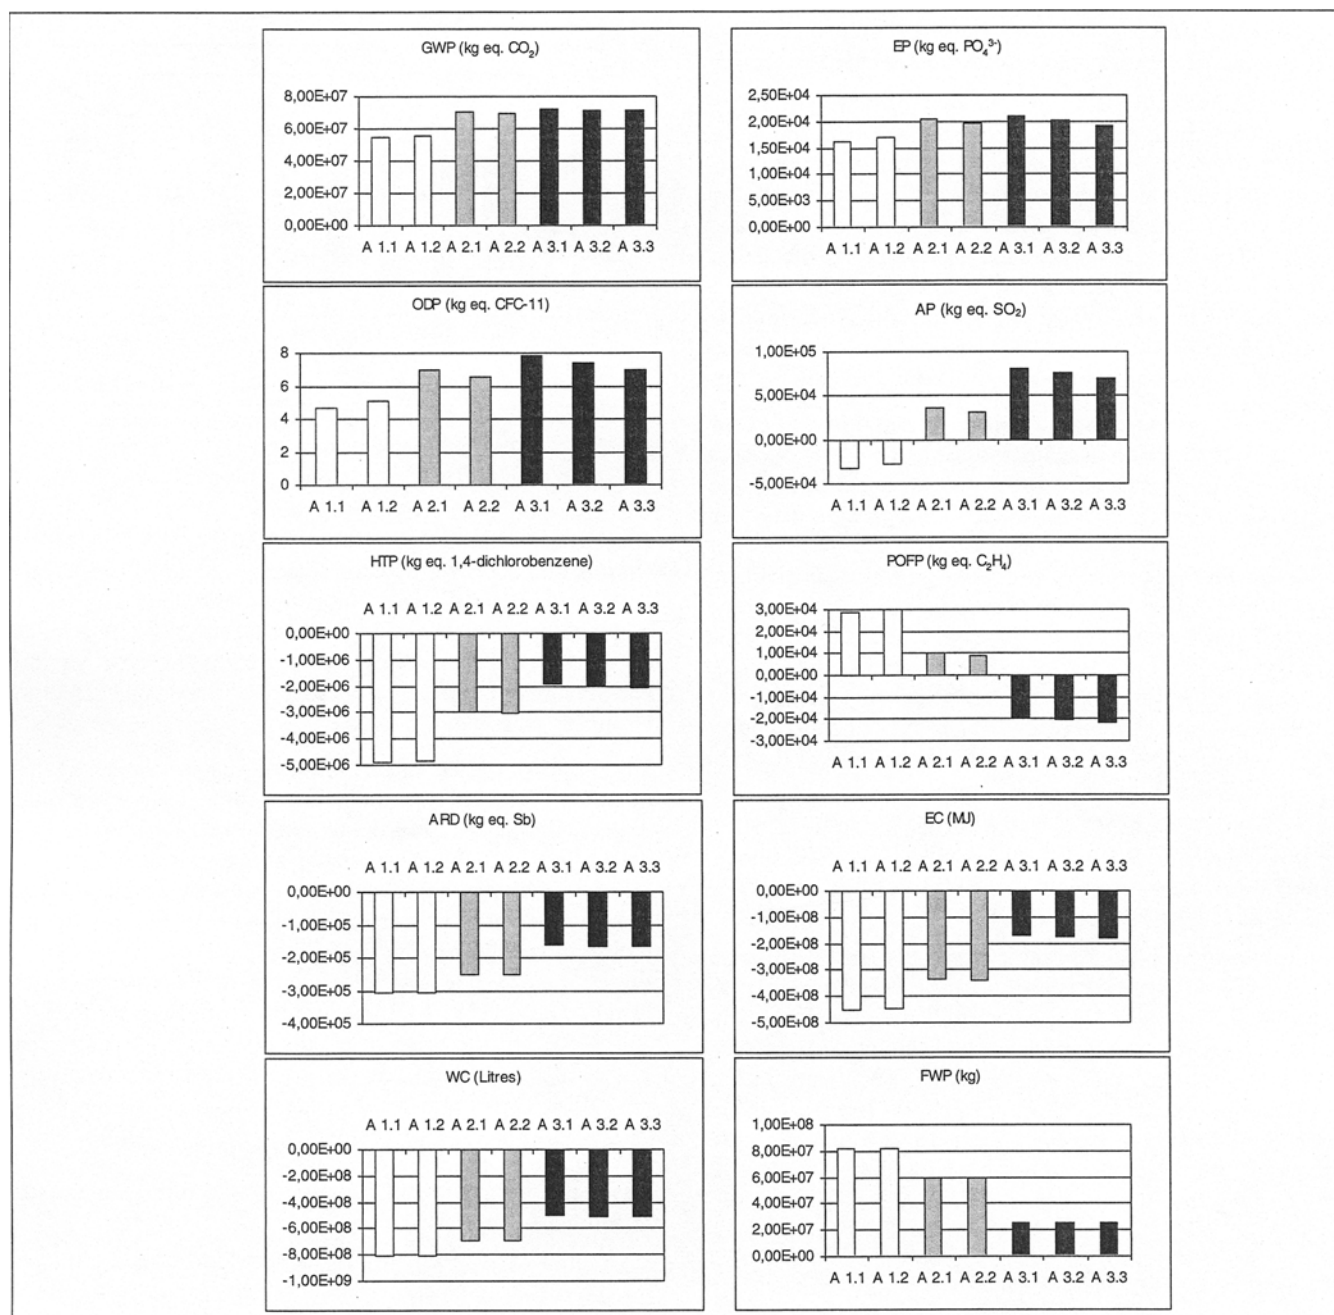 GWP (kg eq. CO₂)
8,00E+07
6,00E+07
4,00E+07
2,00E+07
0,00E+00
A 1.1 A 1.2 A 2.1 A 2.2 A 3.1 A 3.2 A 3.3
EP (kg eq. PO₄³⁻)
2,50E+04
2,00E+04
1,50E+04
1,00E+04
5,00E+03
0,00E+00
A 1.1 A 1.2 A 2.1 A 2.2 A 3.1 A 3.2 A 3.3
ODP (kg eq. CFC-11)
8
6
4
2
0
A 1.1 A 1.2 A 2.1 A 2.2 A 3.1 A 3.2 A 3.3
AP (kg eq. SO₂)
1,00E+05
5,00E+04
0,00E+00
-5,00E+04
A 1.1 A 1.2 A 2.1 A 2.2 A 3.1 A 3.2 A 3.3
HTP (kg eq. 1,4-dichlorobenzene)
A 1.1 A 1.2 A 2.1 A 2.2 A 3.1 A 3.2 A 3.3
0,00E+00
-1,00E+06
-2,00E+06
-3,00E+06
-4,00E+06
-5,00E+06
POFP (kg eq. C₂H₄)
3,00E+04
2,00E+04
1,00E+04
0,00E+00
-1,00E+04
-2,00E+04
-3,00E+04
A 1.1 A 1.2 A 2.1 A 2.2 A 3.1 A 3.2 A 3.3
ARD (kg eq. Sb)
A 1.1 A 1.2 A 2.1 A 2.2 A 3.1 A 3.2 A 3.3
0,00E+00
-1,00E+05
-2,00E+05
-3,00E+05
-4,00E+05
EC (MJ)
A 1.1 A 1.2 A 2.1 A 2.2 A 3.1 A 3.2 A 3.3
0,00E+00
-1,00E+08
-2,00E+08
-3,00E+08
-4,00E+08
-5,00E+08
WC (Litres)
A 1.1 A 1.2 A 2.1 A 2.2 A 3.1 A 3.2 A 3.3
0,00E+00
-2,00E+08
-4,00E+08
-6,00E+08
-8,00E+08
-1,00E+09
FWP (kg)
1,00E+08
8,00E+07
6,00E+07
4,00E+07
2,00E+07
0,00E+00
A 1.1 A 1.2 A 2.1 A 2.2 A 3.1 A 3.2 A 3.3